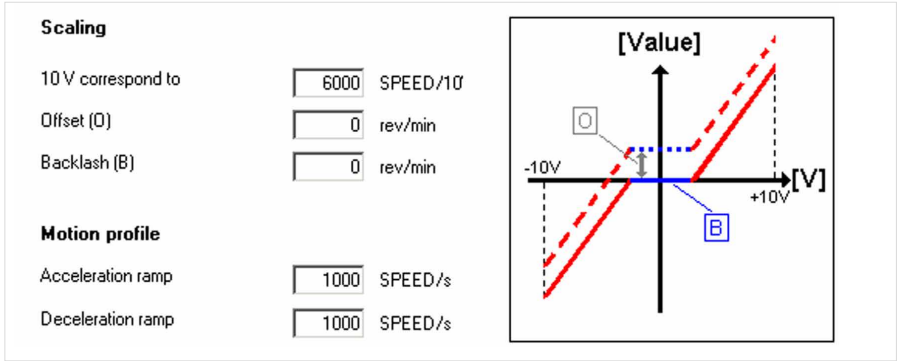 Scaling
10 V correspond to 6000 SPEED/10'
Offset (O) 0 rev/min
Backlash (B) 0 rev/min
Motion profile
Acceleration ramp 1000 SPEED/s
Deceleration ramp 1000 SPEED/s
[Value]
O
-10V
[V]
+10V
B